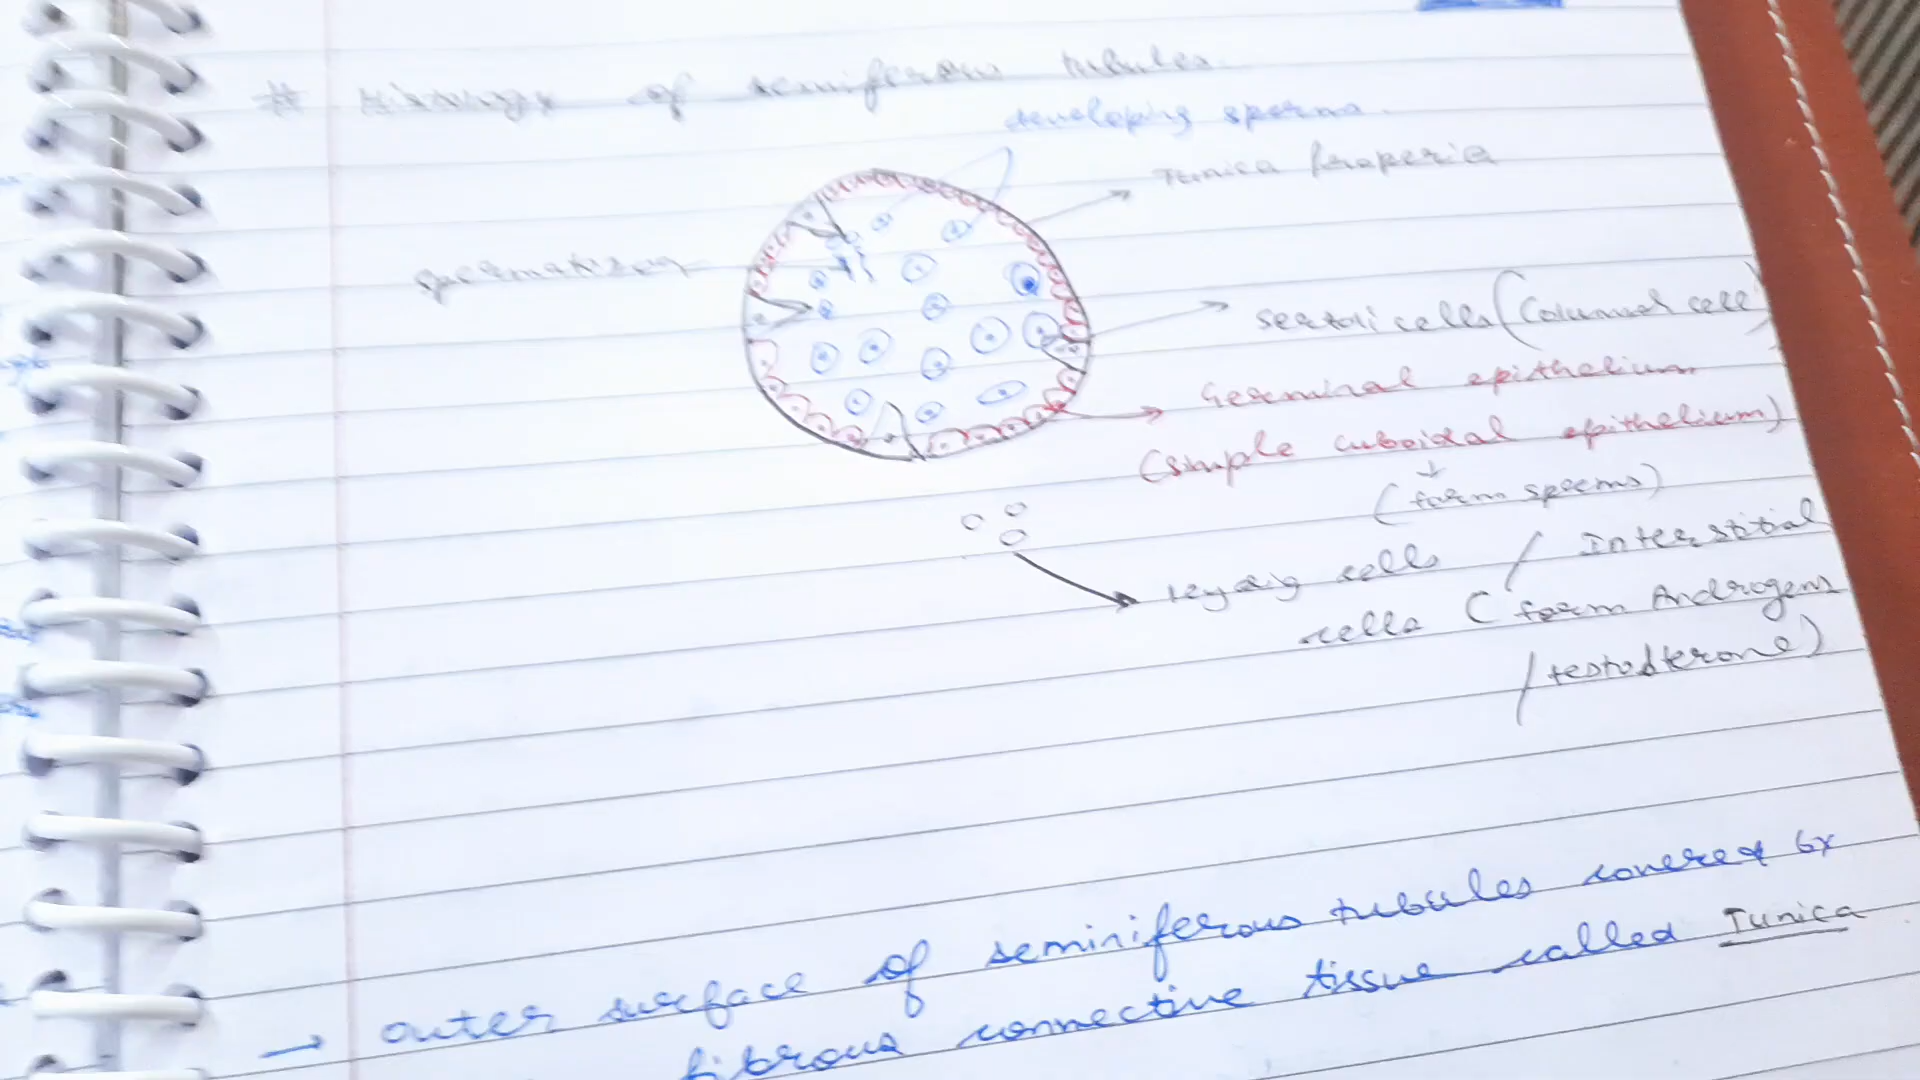 # Histology of seminiferous tubules
developing sperms.
Tunica Properia
spermatozoa
sertoli cells (Columnar cell)
Germinal epithelium
(simple cuboidal epithelium)
(form sperms)
leydig cells / Interstitial
cells (form Androgens
/testosterone)
→ outer surface of seminiferous tubules covered by
fibrous connective tissue called Tunica